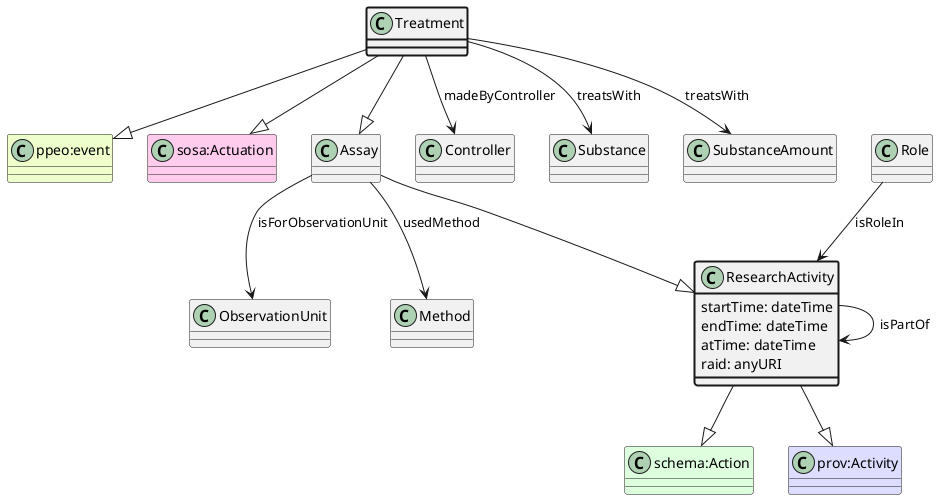 C Treatment
madeByController
treatsWith
treatsWith
C ppeo:event
C sosa:Actuation
C Assay
C Controller
C Substance
C SubstanceAmount
C Role
isForObservationUnit
usedMethod
isRoleIn
C ObservationUnit
C Method
C ResearchActivity
startTime: dateTime
endTime: dateTime
atTime: dateTime
raid: anyURI
isPartOf
C schema:Action
C prov:Activity